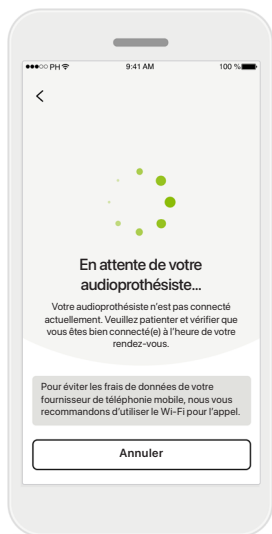 ●●●○○ PH 9:41 AM 100 %
En attente de votre
audioprothésiste...
Votre audioprothésiste n'est pas connecté
actuellement. Veuillez patienter et vérifier que
vous êtes bien connecté(e) à l'heure de votre
rendez-vous.
Pour éviter les frais de données de votre
fournisseur de téléphonie mobile, nous vous
recommandons d'utiliser le Wi-Fi pour l'appel.
Annuler